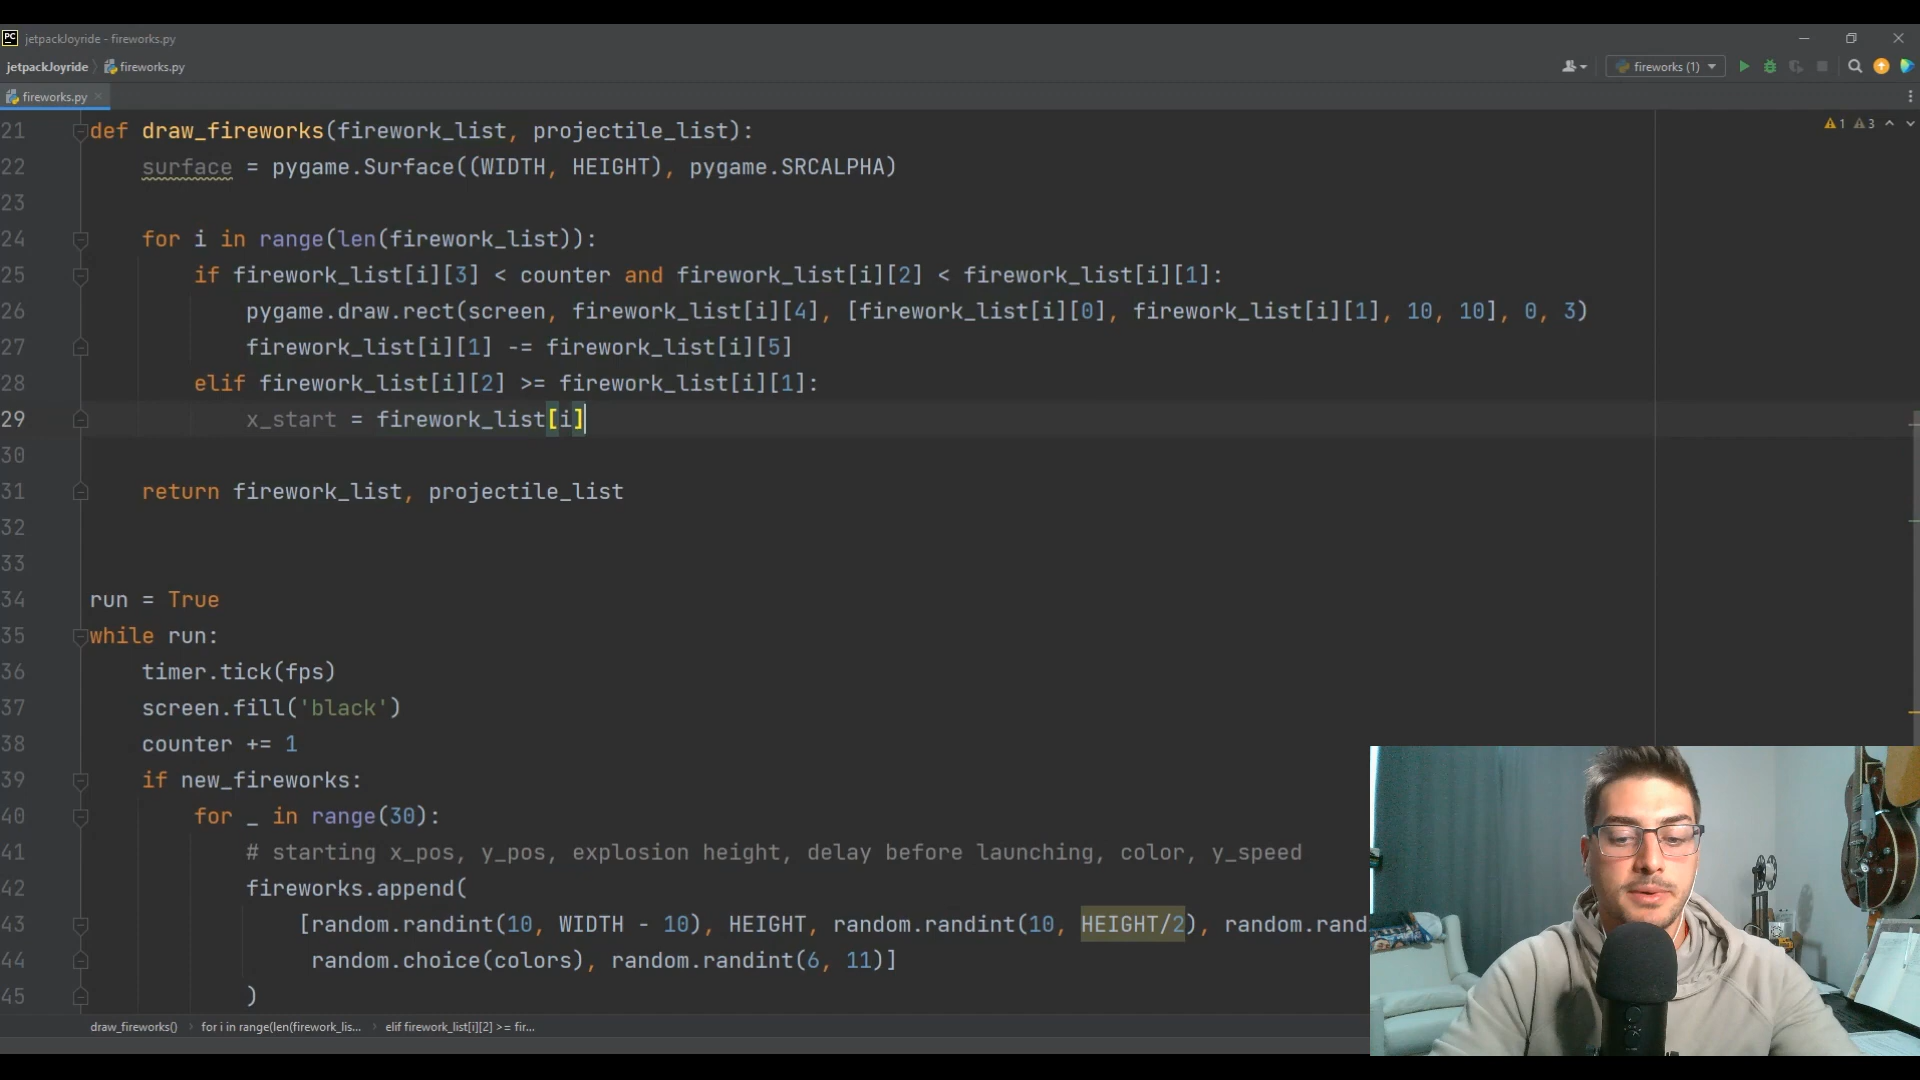 PC jetpackJoyride - fireworks.py
jetpackJoyride fireworks.py
fireworks (1)
fireworks.py
1 3
21 def draw_fireworks(firework_list, projectile_list):
22 surface = pygame.Surface((WIDTH, HEIGHT), pygame.SRCALPHA)
23
24 for i in range(len(firework_list)):
25 if firework_list[i][3] < counter and firework_list[i][2] < firework_list[i][1]:
26 pygame.draw.rect(screen, firework_list[i][4], [firework_list[i][0], firework_list[i][1], 10, 10], 0, 3)
27 firework_list[i][1] -= firework_list[i][5]
28 elif firework_list[i][2] >= firework_list[i][1]:
29 x_start = firework_list[i]
30
31 return firework_list, projectile_list
32
33
34 run = True
35 while run:
36 timer.tick(fps)
37 screen.fill('black')
38 counter += 1
39 if new_fireworks:
40 for _ in range(30):
41 # starting x_pos, y_pos, explosion height, delay before launching, color, y_speed
42 fireworks.append(
43 [random.randint(10, WIDTH - 10), HEIGHT, random.randint(10, HEIGHT/2), random.rand
44 random.choice(colors), random.randint(6, 11)]
45 )
draw_fireworks() for i in range(len(firework_lis... elif firework_list[i][2] >= fir...